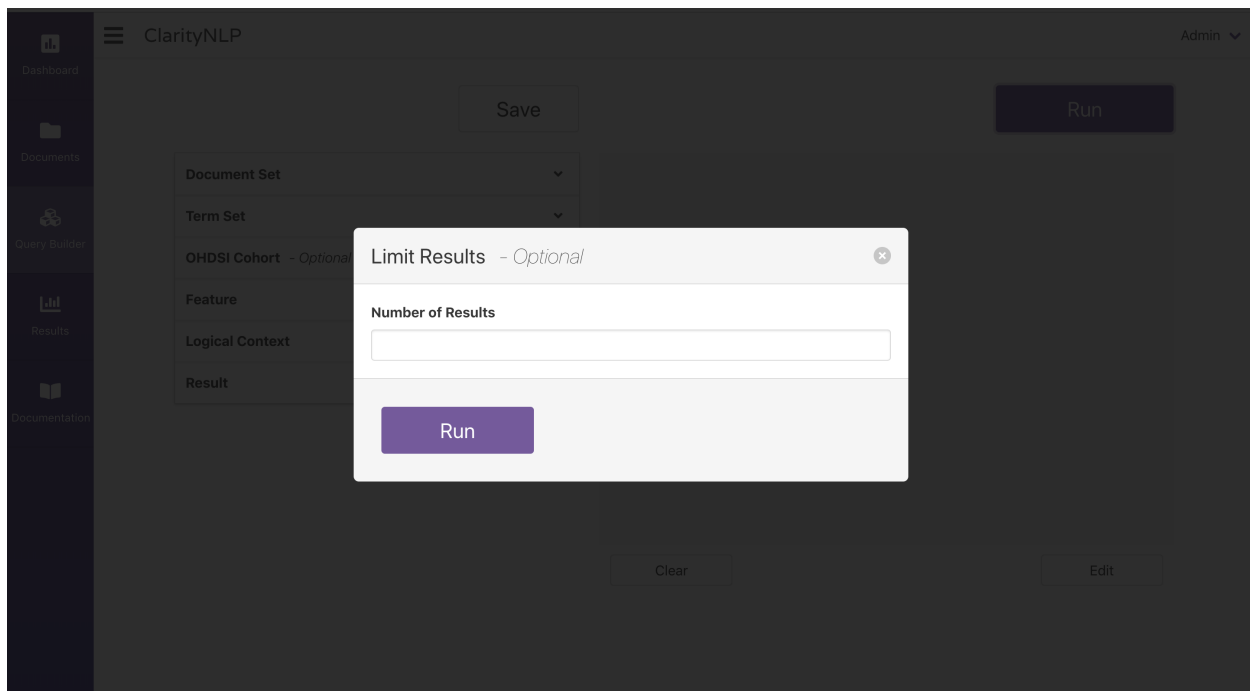 ClarityNLP
Admin
Dashboard
Documents
Query Builder
Results
Documentation
Save
Run
Document Set
Term Set
OHDSI Cohort - Optional
Feature
Logical Context
Result
Limit Results - Optional
Number of Results
Run
Clear
Edit